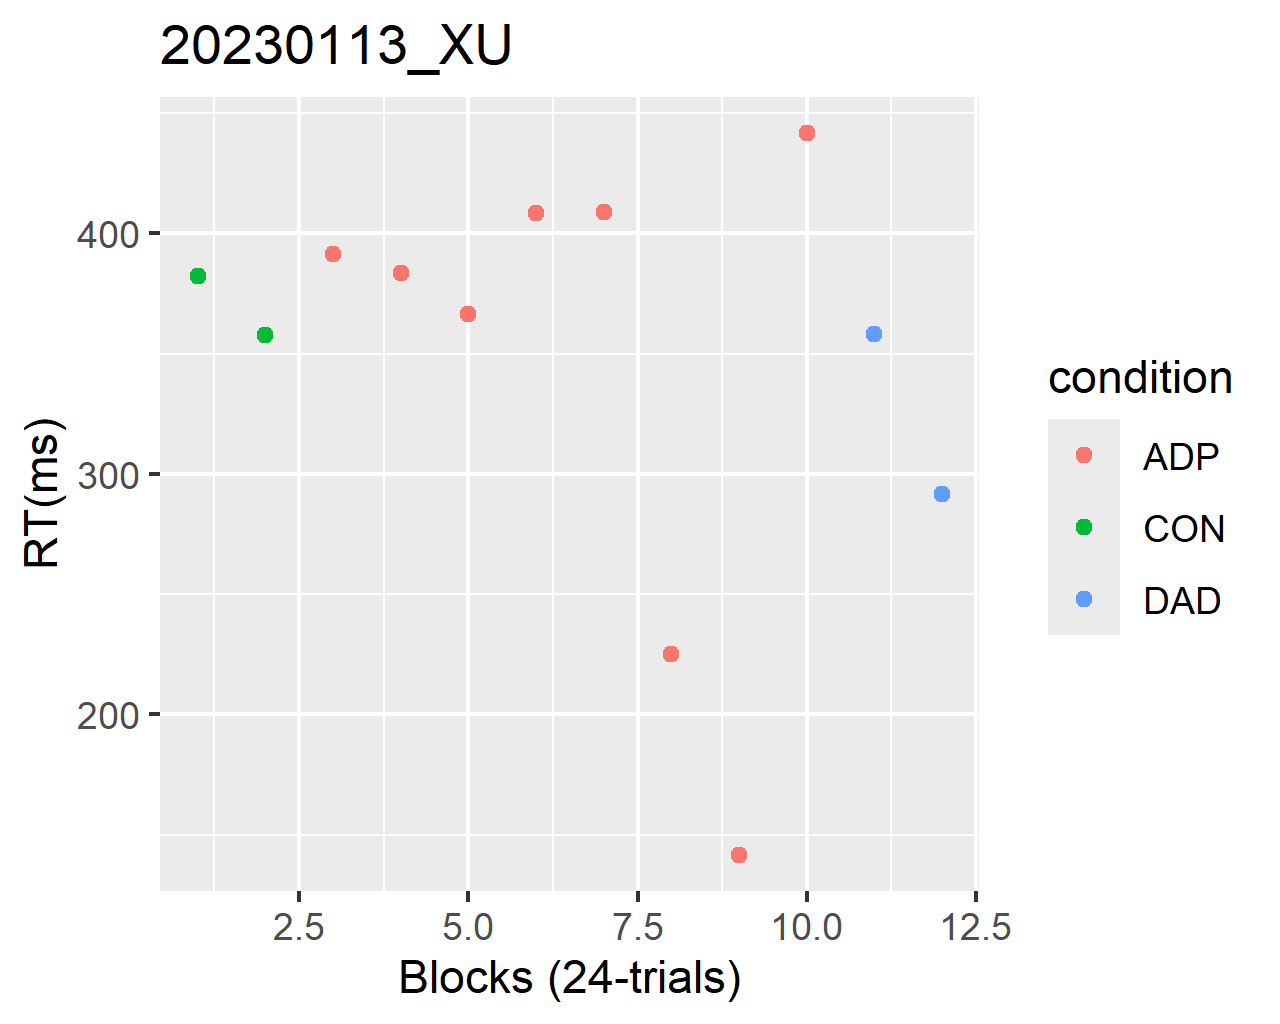 20230113_XU
RT(ms)
400
300
200
2.5 5.0 7.5 10.0 12.5
Blocks (24-trials)
condition
ADP
CON
DAD